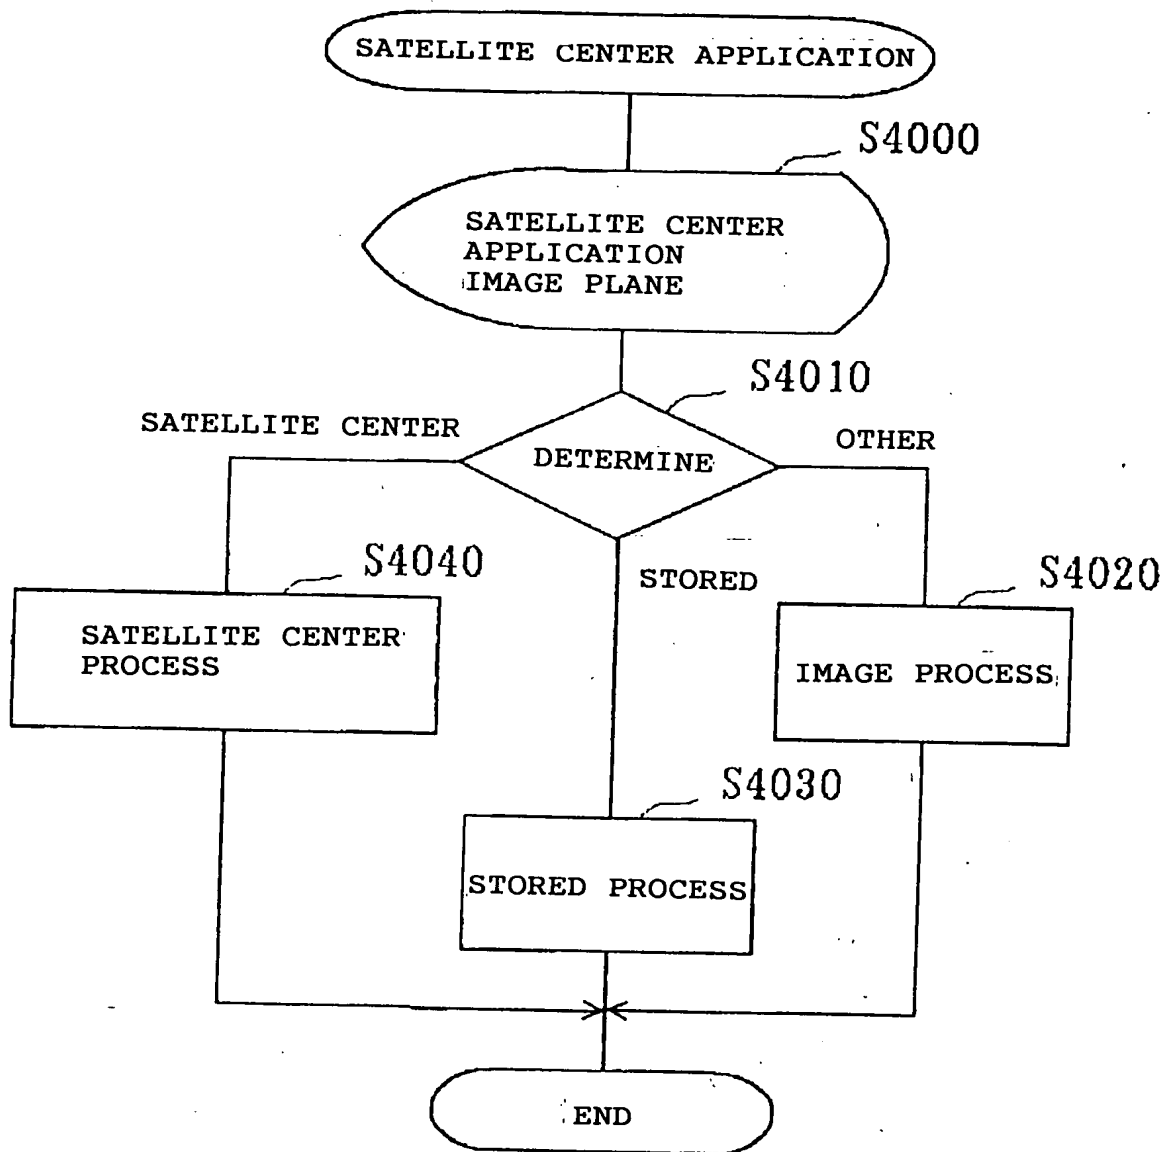 SATELLITE CENTER APPLICATION
S4000
SATELLITE CENTER
APPLICATION
IMAGE PLANE
S4010
SATELLITE CENTER
DETERMINE
OTHER
S4040
STORED
S4020
SATELLITE CENTER
PROCESS
IMAGE PROCESS
S4030
STORED PROCESS
END